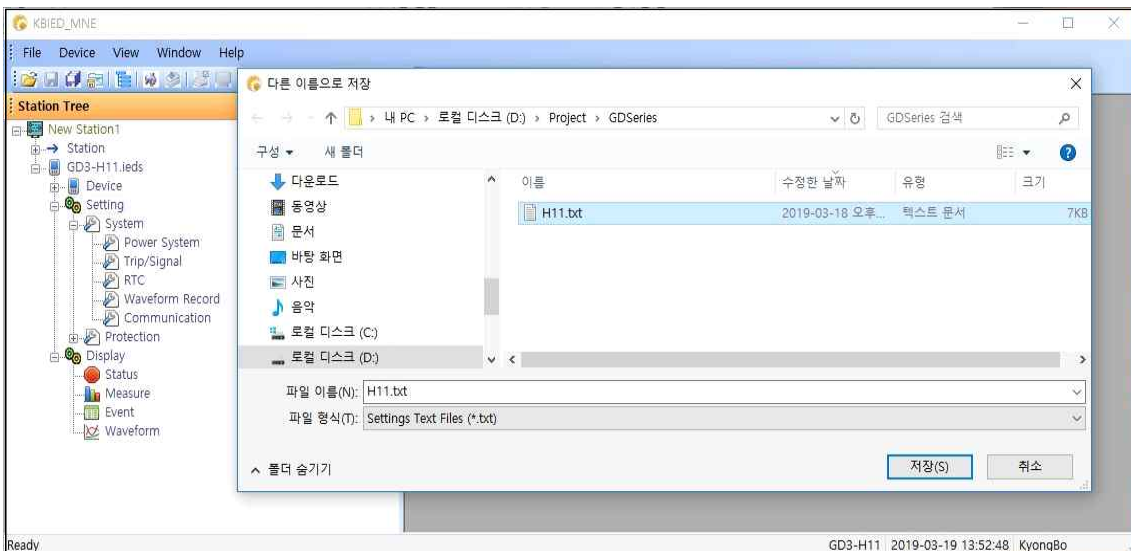 KBIED_MNE
File Device View Window Help
Station Tree
New Station1
Station
GD3-H11.ieds
Device
Setting
System
Power System
Trip/Signal
RTC
Waveform Record
Communication
Protection
Display
Status
Measure
Event
Waveform
다른 이름으로 저장
내 PC > 로컬 디스크 (D:) > Project > GDSeries
GDSeries 검색
구성 새 폴더
다운로드
동영상
문서
바탕 화면
사진
음악
로컬 디스크 (C:)
로컬 디스크 (D:)
이름 수정한 날짜 유형 크기
H11.txt 2019-03-18 오후... 텍스트 문서 7KB
파일 이름(N): H11.txt
파일 형식(T): Settings Text Files (*.txt)
폴더 숨기기
저장(S) 취소
Ready GD3-H11 2019-03-19 13:52:48 KyongBo